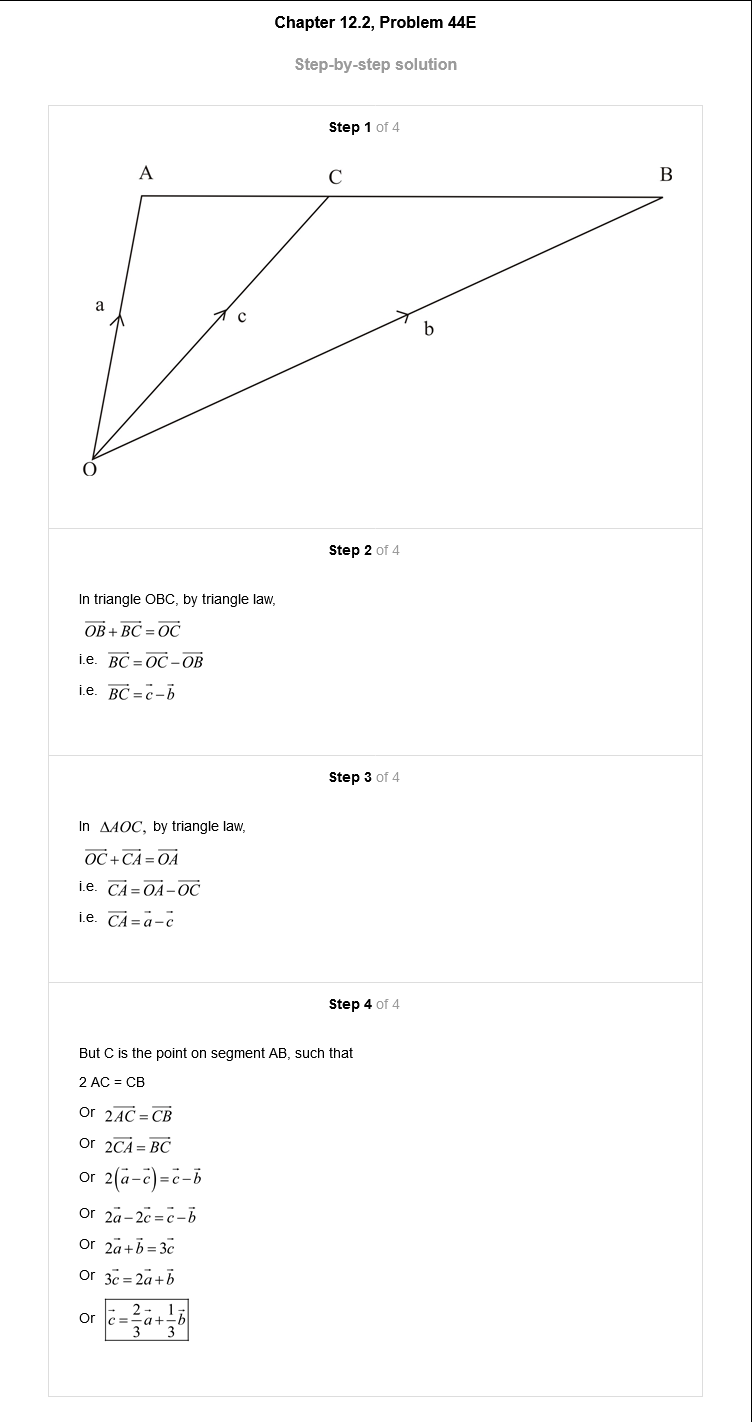 Chapter 12.2, Problem 44E
Step-by-step solution
Step 1 of 4
A
C
B
a
c
b
O
Step 2 of 4
In triangle OBC, by triangle law,
$\overrightarrow{OB}+\overrightarrow{BC}=\overrightarrow{OC}$
i.e. $\overrightarrow{BC}=\overrightarrow{OC}-\overrightarrow{OB}$
i.e. $\overrightarrow{BC}=\vec{c}-\vec{b}$
Step 3 of 4
In $\Delta AOC,$ by triangle law,
$\overrightarrow{OC}+\overrightarrow{CA}=\overrightarrow{OA}$
i.e. $\overrightarrow{CA}=\overrightarrow{OA}-\overrightarrow{OC}$
i.e. $\overrightarrow{CA}=\vec{a}-\vec{c}$
Step 4 of 4
But C is the point on segment AB, such that
2 AC = CB
Or $2\overrightarrow{AC}=\overrightarrow{CB}$
Or $2\overrightarrow{CA}=\overrightarrow{BC}$
Or $2\left(\vec{a}-\vec{c}\right)=\vec{c}-\vec{b}$
Or $2\vec{a}-2\vec{c}=\vec{c}-\vec{b}$
Or $2\vec{a}+\vec{b}=3\vec{c}$
Or $3\vec{c}=2\vec{a}+\vec{b}$
Or $\boxed{\vec{c}=\frac{2}{3}\vec{a}+\frac{1}{3}\vec{b}}$